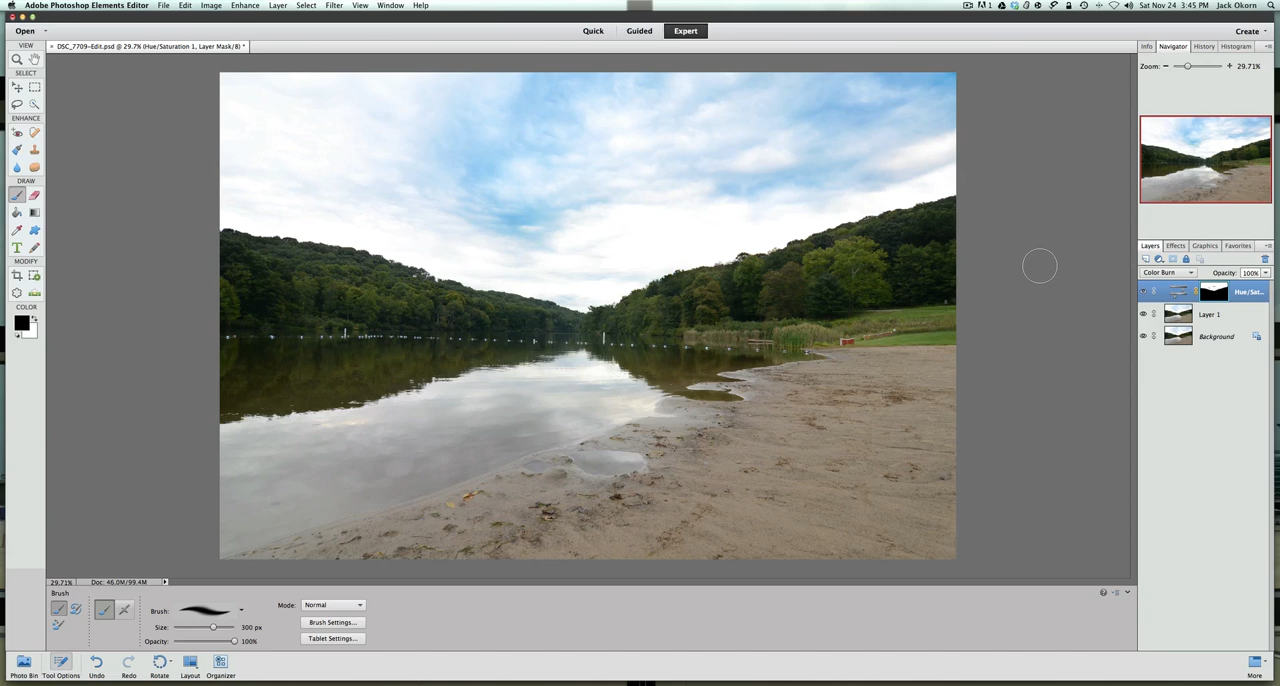 Adobe Photoshop Elements Editor File Edit Image Enhance Layer Select Filter View Window Help 1 6 Sat Nov 24 3:45 PM Jack Okorn
Open Quick Guided Expert Create
VIEW × DSC_7709-Edit.psd @ 29.7% (Hue/Saturation 1, Layer Mask/8) * Info Navigator History Histogram
Zoom: − + 29.71%
SELECT
ENHANCE
DRAW
T
MODIFY
COLOR
Layers Effects Graphics Favorites
Color Burn Opacity: 100%
Hue/Sat...
Layer 1
Background
29.71% Doc: 46.0M/99.4M
Brush
Brush: Mode: Normal
Size: 300 px Brush Settings...
Opacity: 100% Tablet Settings...
Photo Bin Tool Options Undo Redo Rotate Layout Organizer More